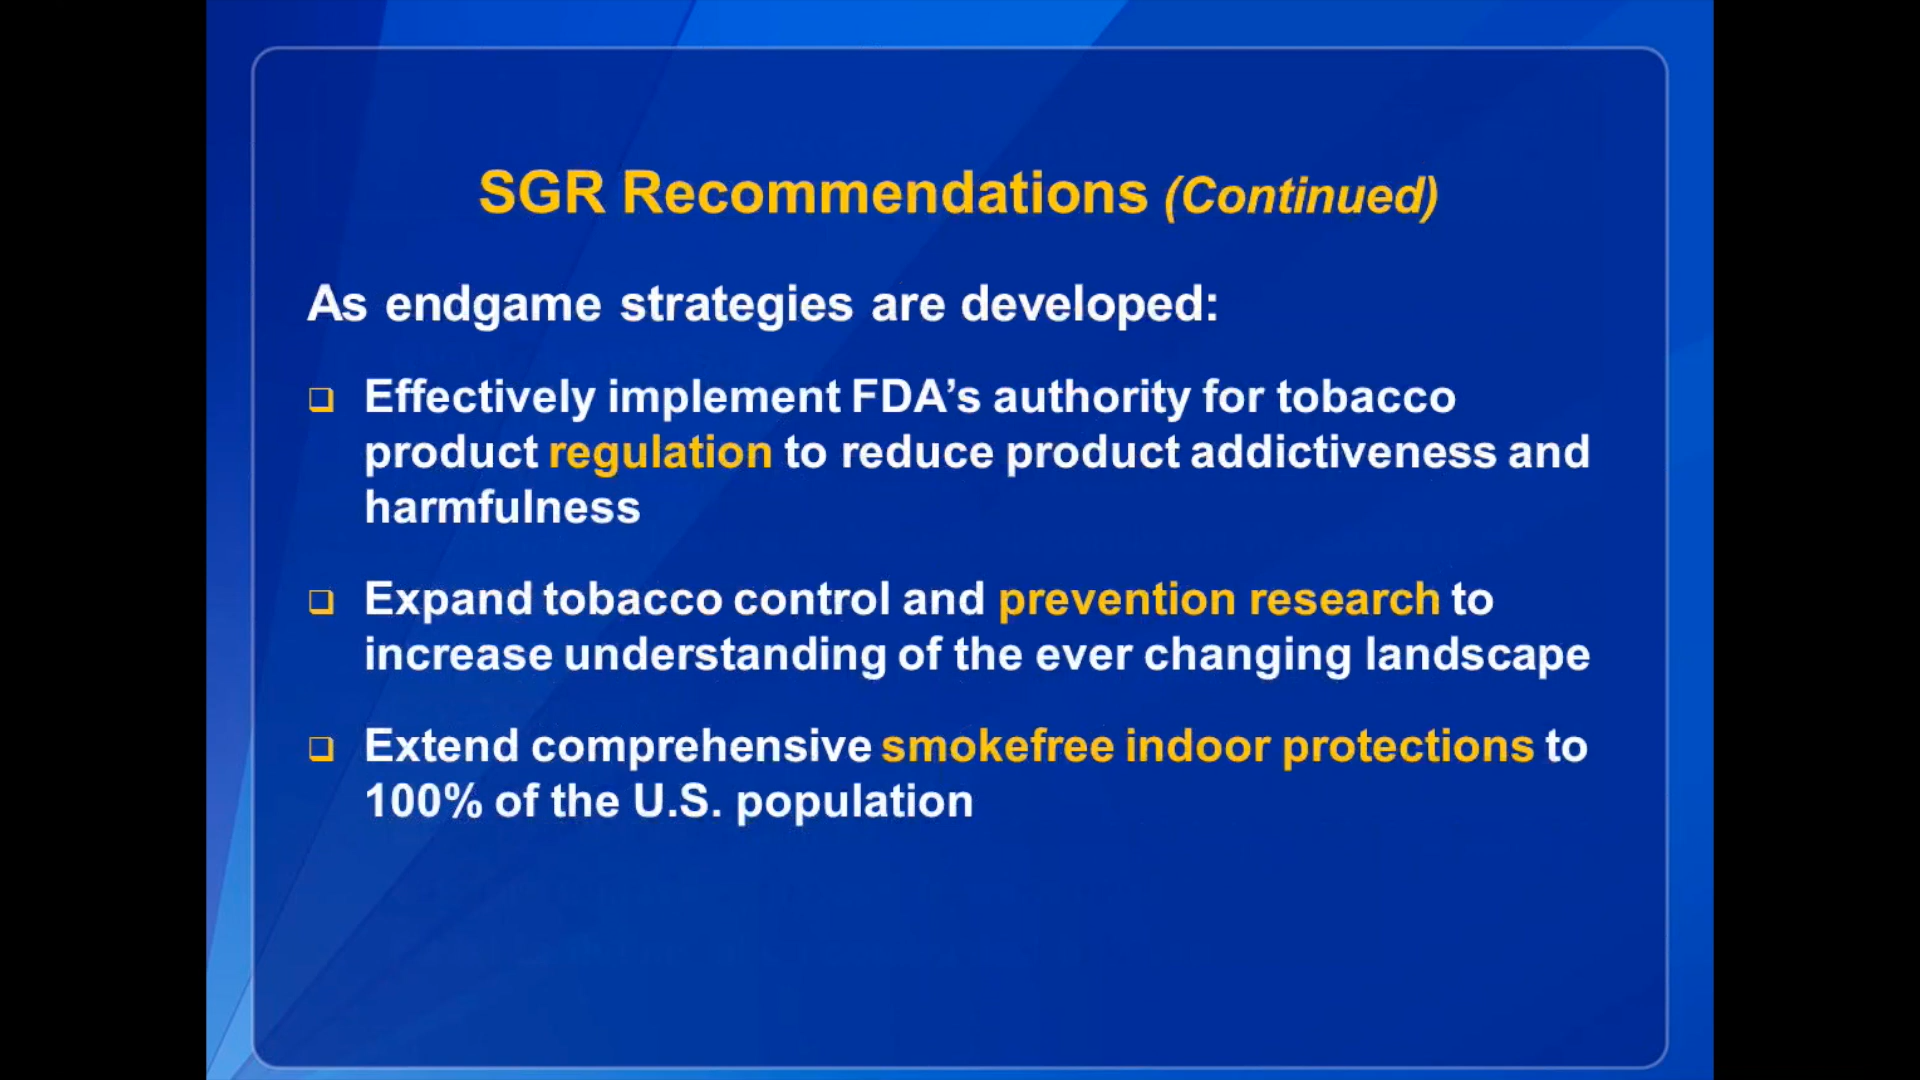 SGR Recommendations (Continued)
As endgame strategies are developed:
❑ Effectively implement FDA’s authority for tobacco
product regulation to reduce product addictiveness and
harmfulness
❑ Expand tobacco control and prevention research to
increase understanding of the ever changing landscape
❑ Extend comprehensive smokefree indoor protections to
100% of the U.S. population